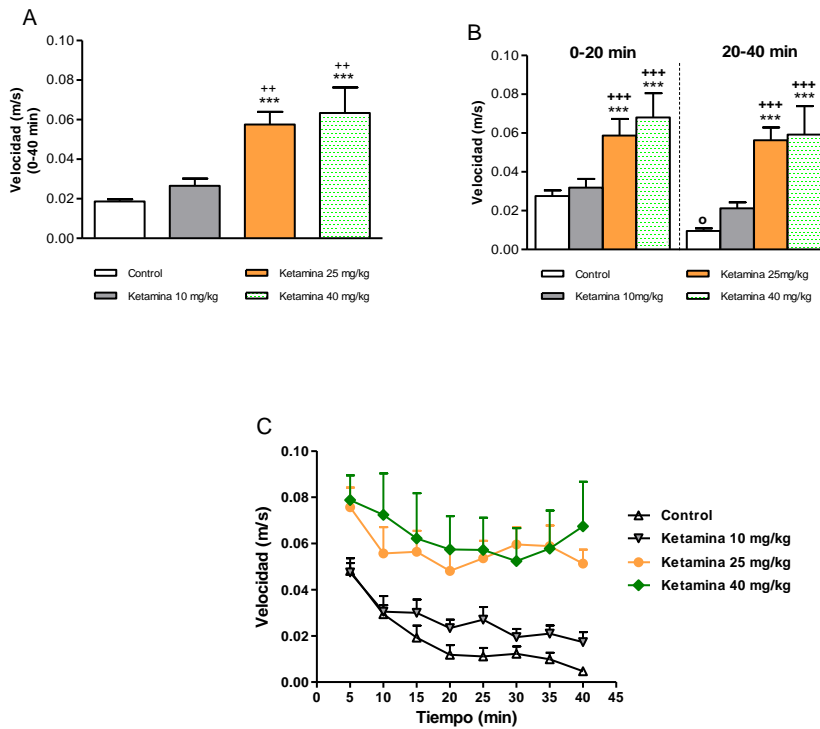 A
Velocidad (m/s)
(0-40 min)
0.10
0.08
0.06
0.04
0.02
0.00
++
***
++
***
Control
Ketamina 25 mg/kg
Ketamina 10 mg/kg
Ketamina 40 mg/kg
B
0-20 min
20-40 min
Velocidad (m/s)
0.10
0.08
0.06
0.04
0.02
0.00
+++
***
+++
***
o
+++
***
+++
***
Control
Ketamina 25mg/kg
Ketamina 10mg/kg
Ketamina 40 mg/kg
C
Velocidad (m/s)
0.10
0.08
0.06
0.04
0.02
0.00
0 5 10 15 20 25 30 35 40 45
Tiempo (min)
Control
Ketamina 10 mg/kg
Ketamina 25 mg/kg
Ketamina 40 mg/kg